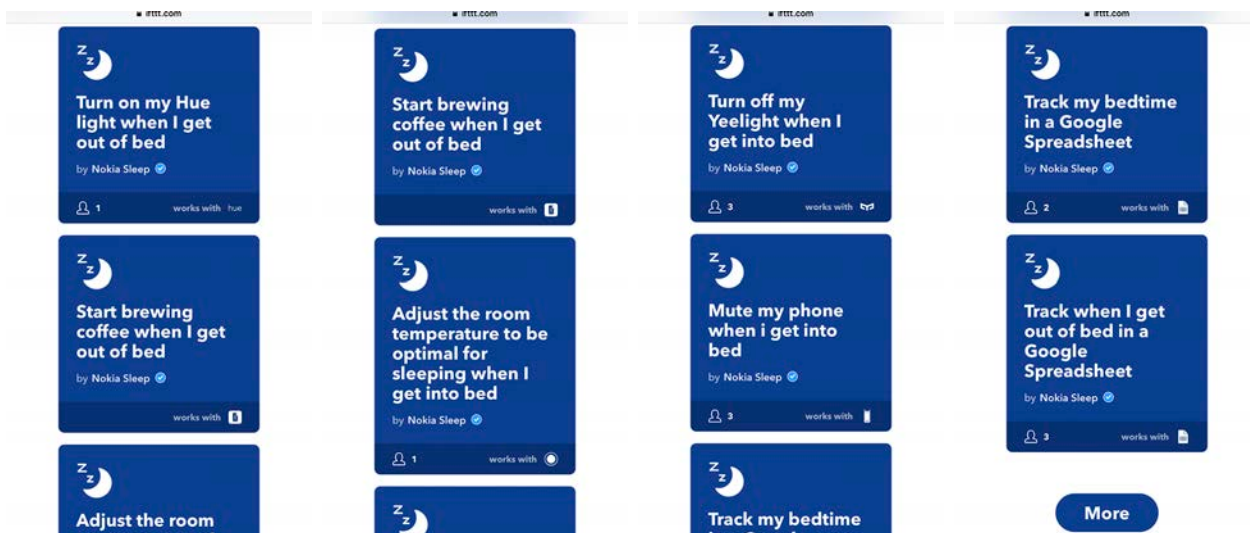 ifttt.com
Turn on my Hue
light when I get
out of bed
by Nokia Sleep
1 works with hue
Start brewing
coffee when I get
out of bed
by Nokia Sleep
works with
Adjust the room
ifttt.com
Start brewing
coffee when I get
out of bed
by Nokia Sleep
works with
Adjust the room
temperature to be
optimal for
sleeping when I
get into bed
by Nokia Sleep
1 works with
ifttt.com
Turn off my
Yeelight when I
get into bed
by Nokia Sleep
3 works with
Mute my phone
when i get into
bed
by Nokia Sleep
3 works with
Track my bedtime
ifttt.com
Track my bedtime
in a Google
Spreadsheet
by Nokia Sleep
2 works with
Track when I get
out of bed in a
Google
Spreadsheet
by Nokia Sleep
3 works with
More